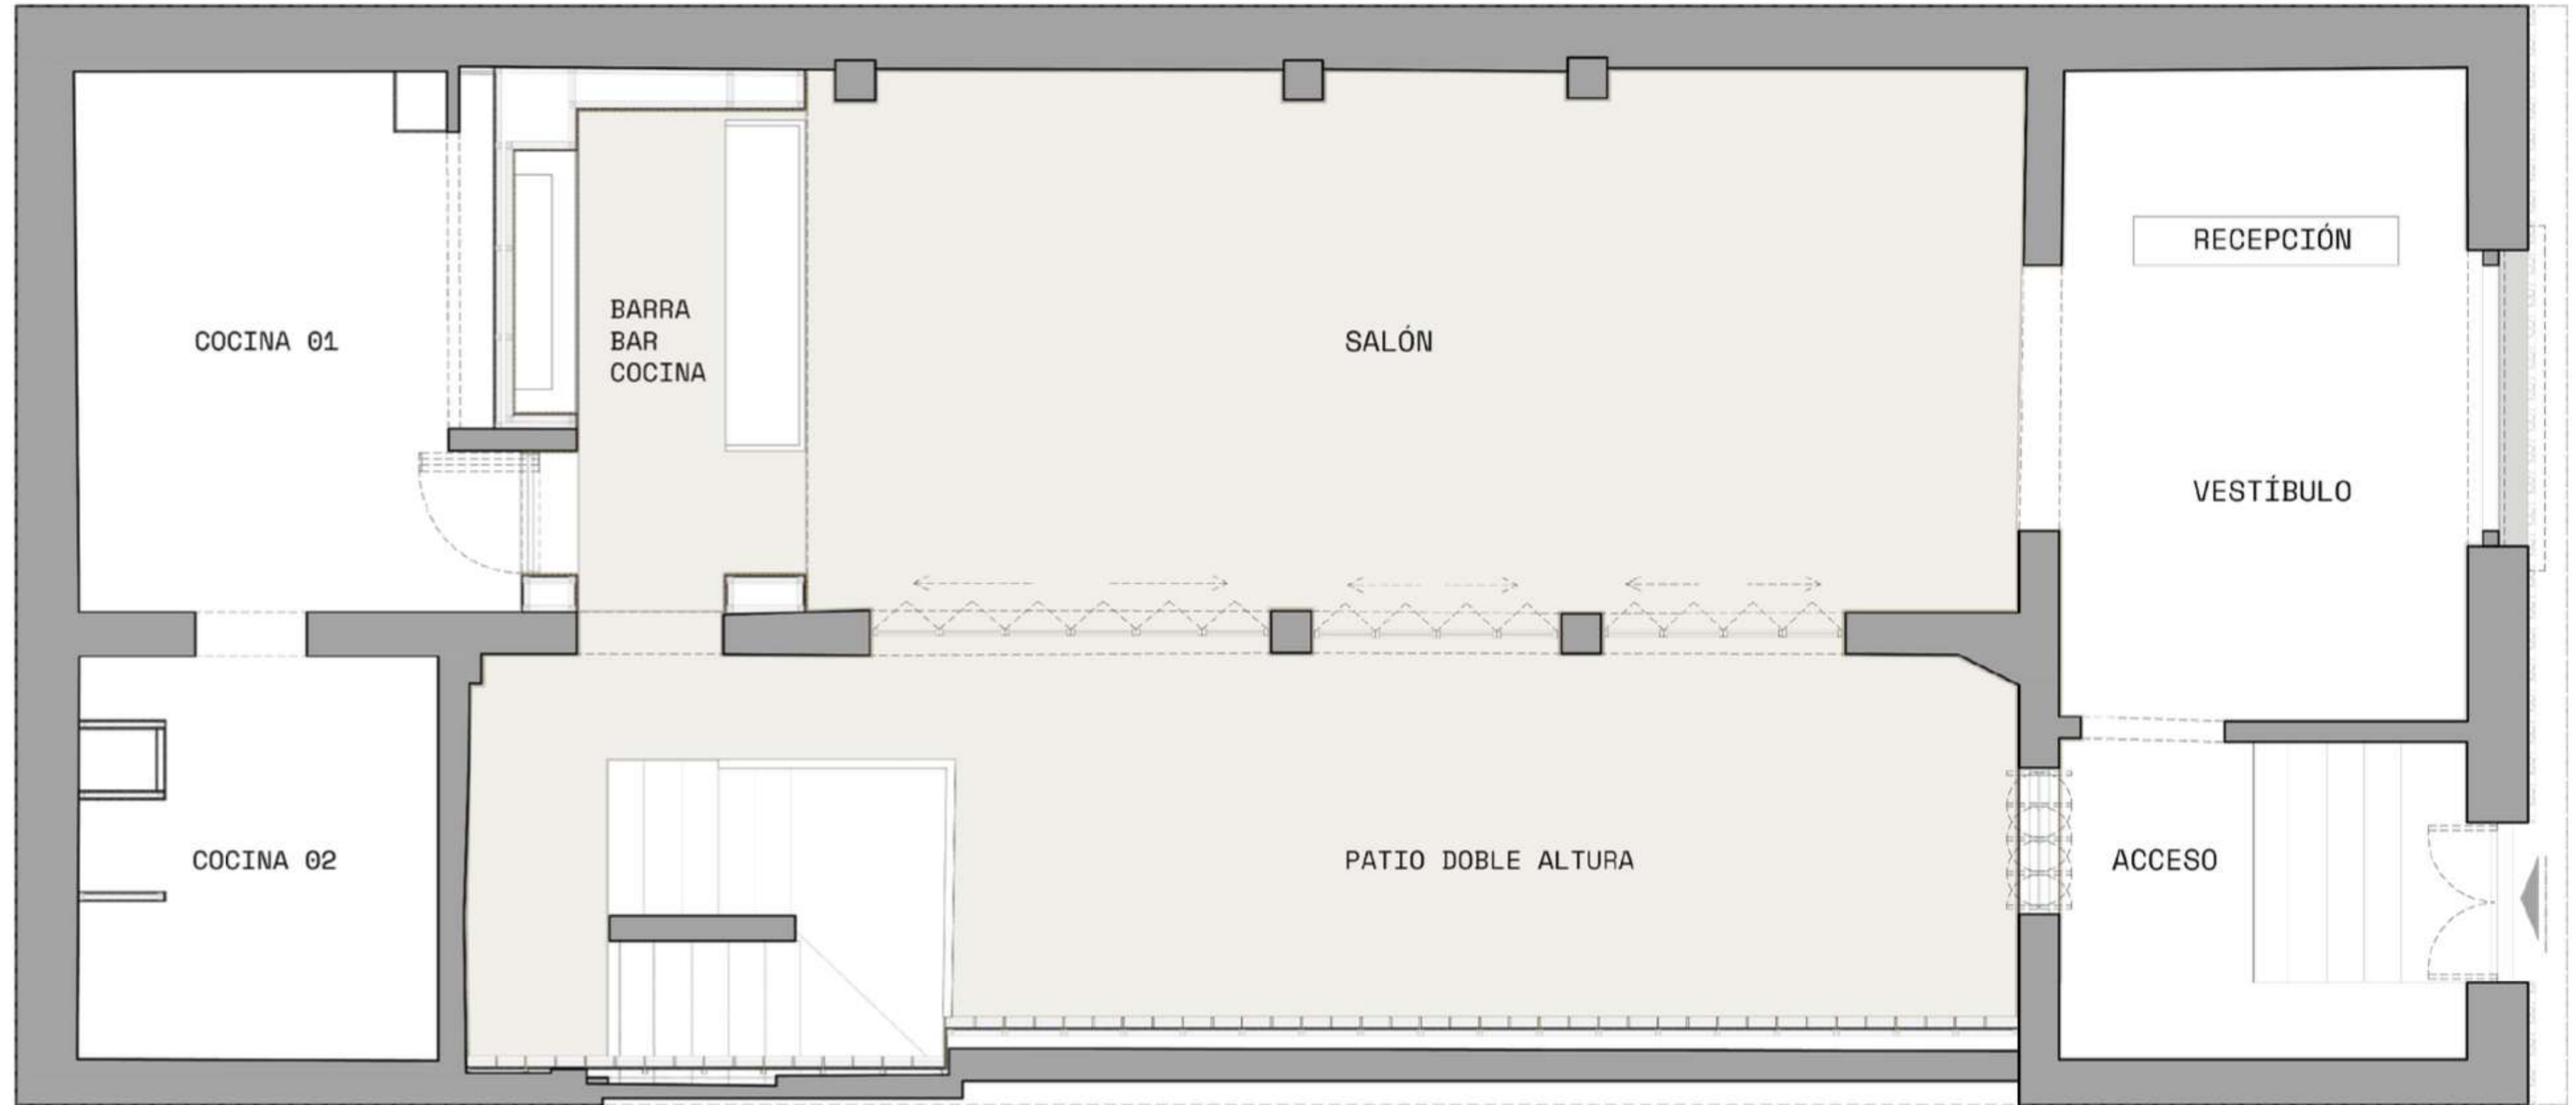 RECEPCIÓN
BARRA
BAR
COCINA
COCINA 01
SALÓN
VESTÍBULO
COCINA 02
PATIO DOBLE ALTURA
ACCESO